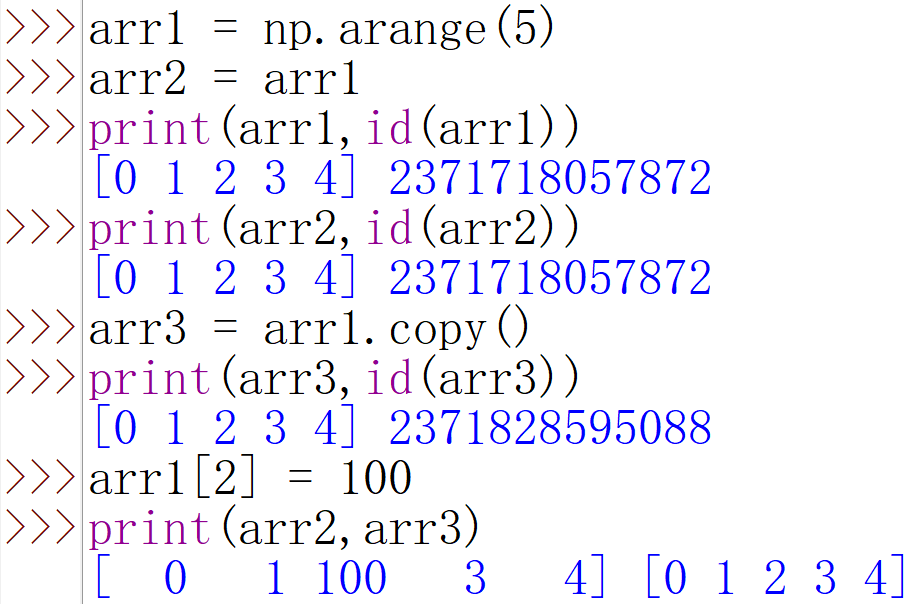 >>> arr1 = np.arange(5)
>>> arr2 = arr1
>>> print(arr1,id(arr1))
[0 1 2 3 4] 2371718057872
>>> print(arr2,id(arr2))
[0 1 2 3 4] 2371718057872
>>> arr3 = arr1.copy()
>>> print(arr3,id(arr3))
[0 1 2 3 4] 2371828595088
>>> arr1[2] = 100
>>> print(arr2,arr3)
[  0   1 100   3   4] [0 1 2 3 4]